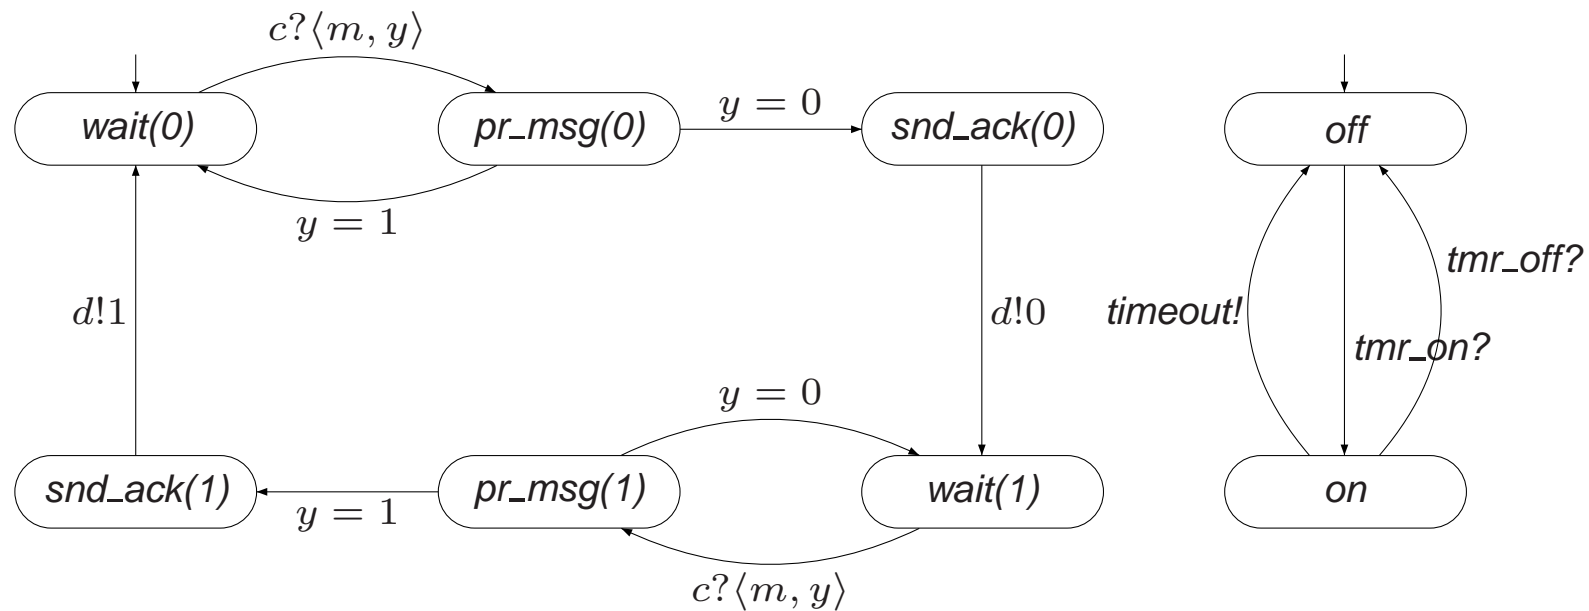 c?⟨m, y⟩
wait(0)
pr_msg(0)
y = 0
snd_ack(0)
off
y = 1
d!1
d!0
timeout!
tmr_off?
tmr_on?
y = 0
snd_ack(1)
y = 1
pr_msg(1)
wait(1)
on
c?⟨m, y⟩